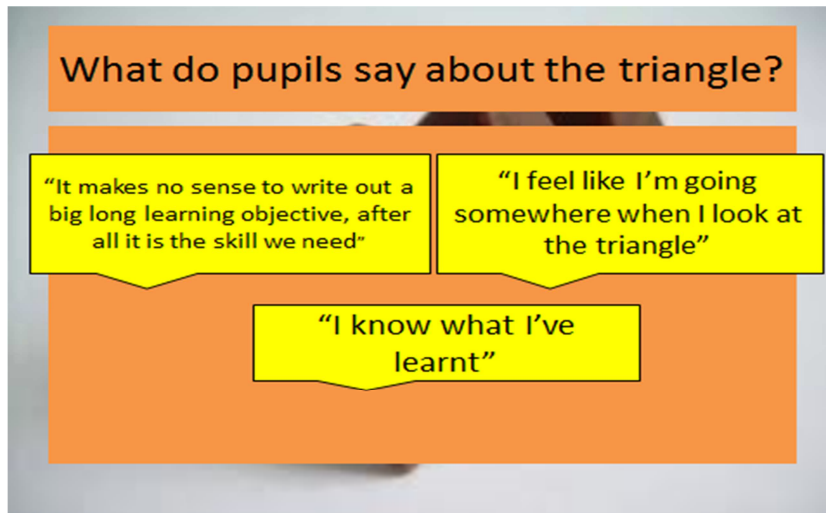 What do pupils say about the triangle?
“It makes no sense to write out a
big long learning objective, after
all it is the skill we need”
“I feel like I’m going
somewhere when I look at
the triangle”
“I know what I’ve
learnt”